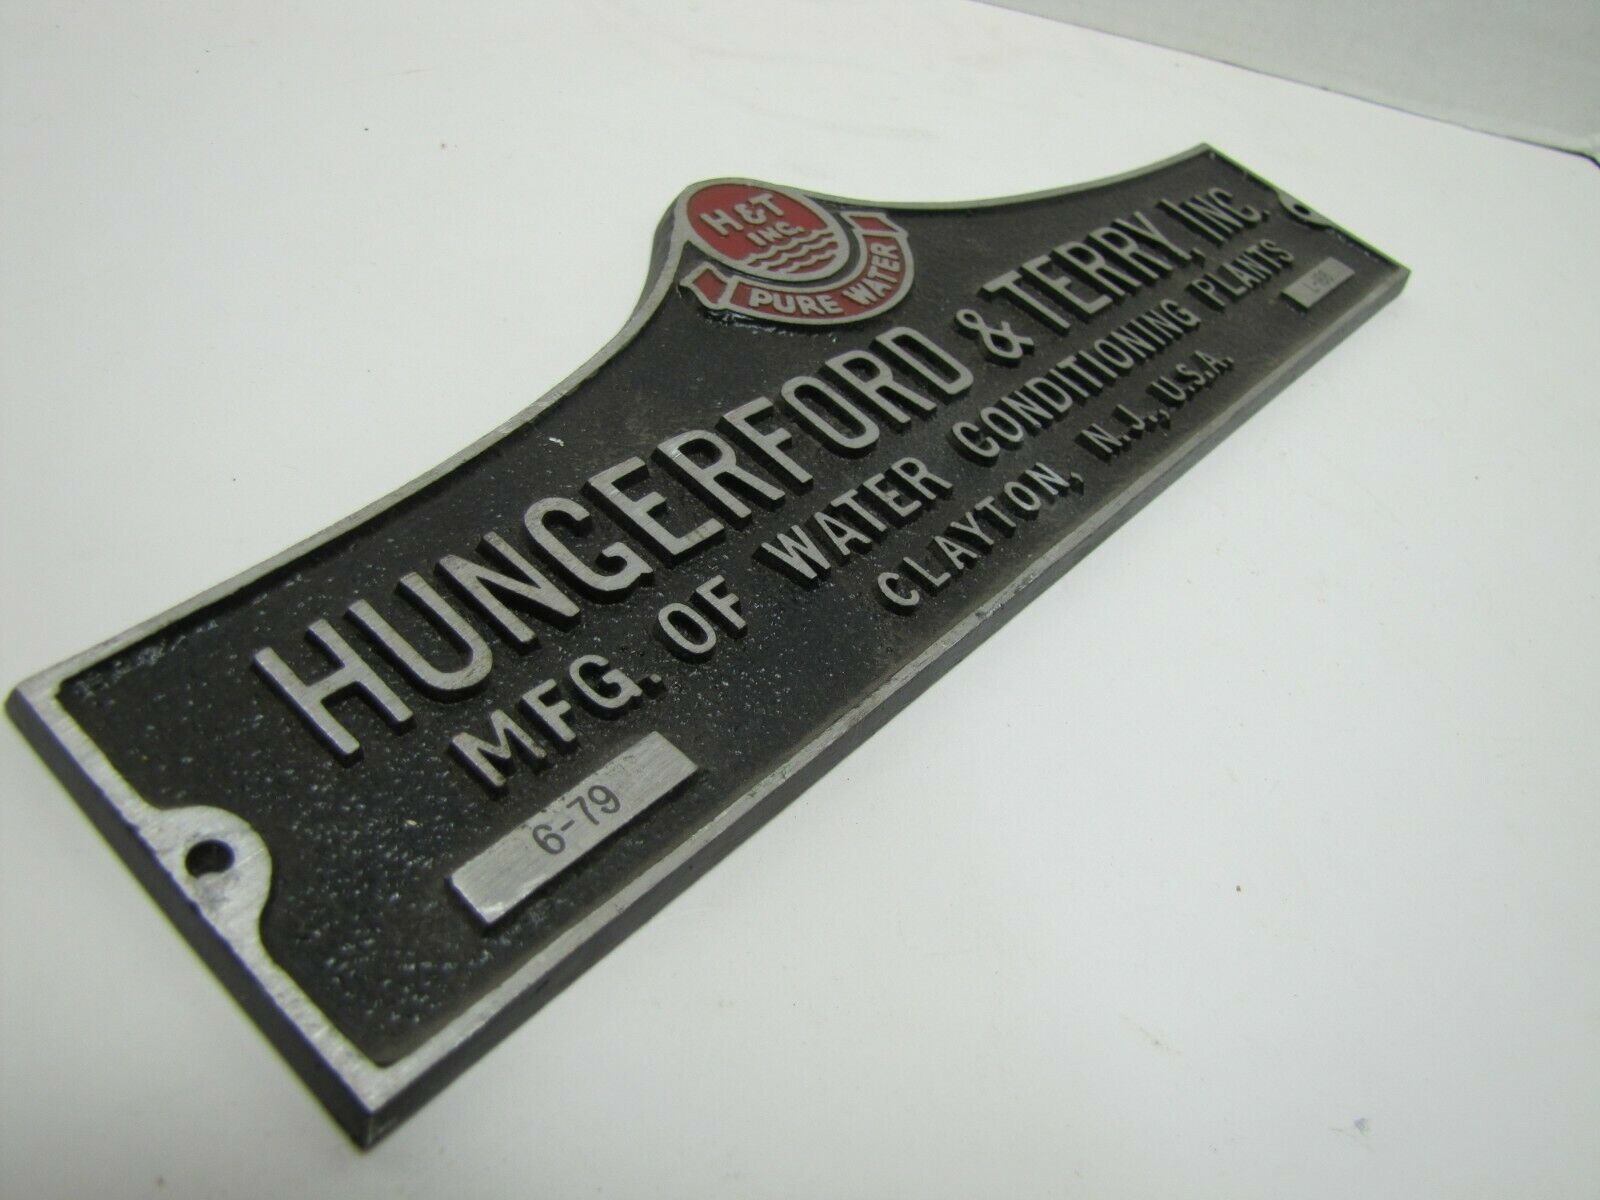 H&T
INC.
PURE WATER
HUNGERFORD & TERRY, INC.
MFG. OF WATER CONDITIONING PLANTS
CLAYTON, N.J., U.S.A.
6-79